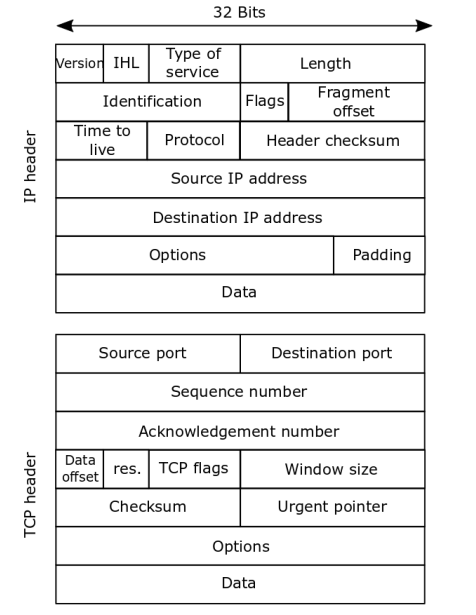 32 Bits
IP header
Version IHL Type of service Length
Identification Flags Fragment offset
Time to live Protocol Header checksum
Source IP address
Destination IP address
Options Padding
Data
TCP header
Source port Destination port
Sequence number
Acknowledgement number
Data offset res. TCP flags Window size
Checksum Urgent pointer
Options
Data